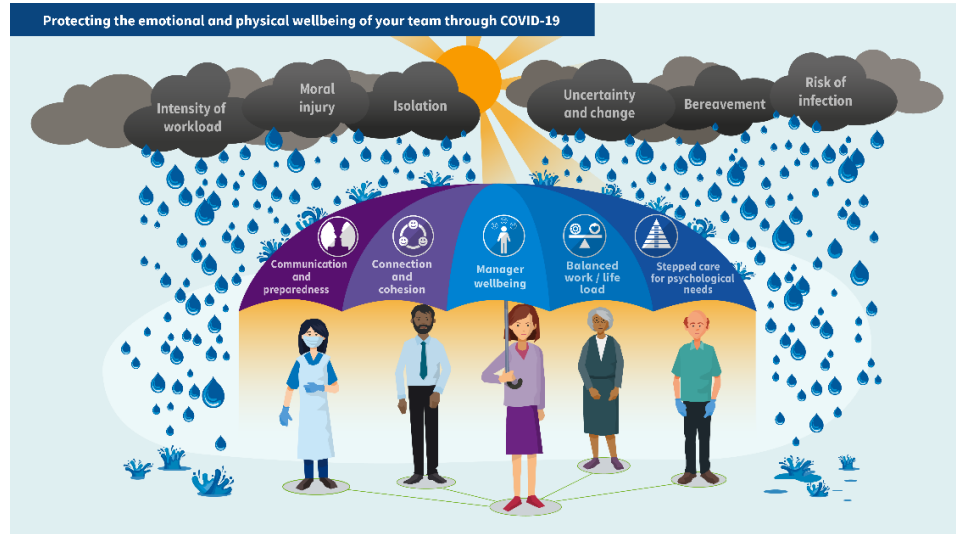 Protecting the emotional and physical wellbeing of your team through COVID-19
Intensity of
workload
Moral
injury
Isolation
Uncertainty
and change
Bereavement
Risk of
infection
Communication
and
preparedness
Connection
and
cohesion
Manager
wellbeing
Balanced
work / life
load
Stepped care
for psychological
needs